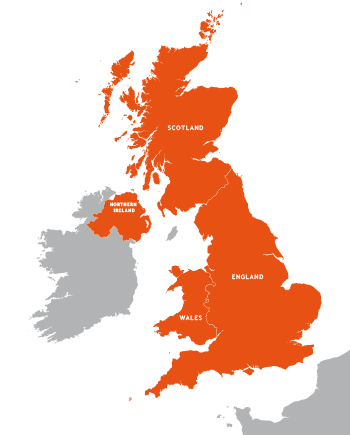 SCOTLAND
NORTHERN
IRELAND
ENGLAND
WALES